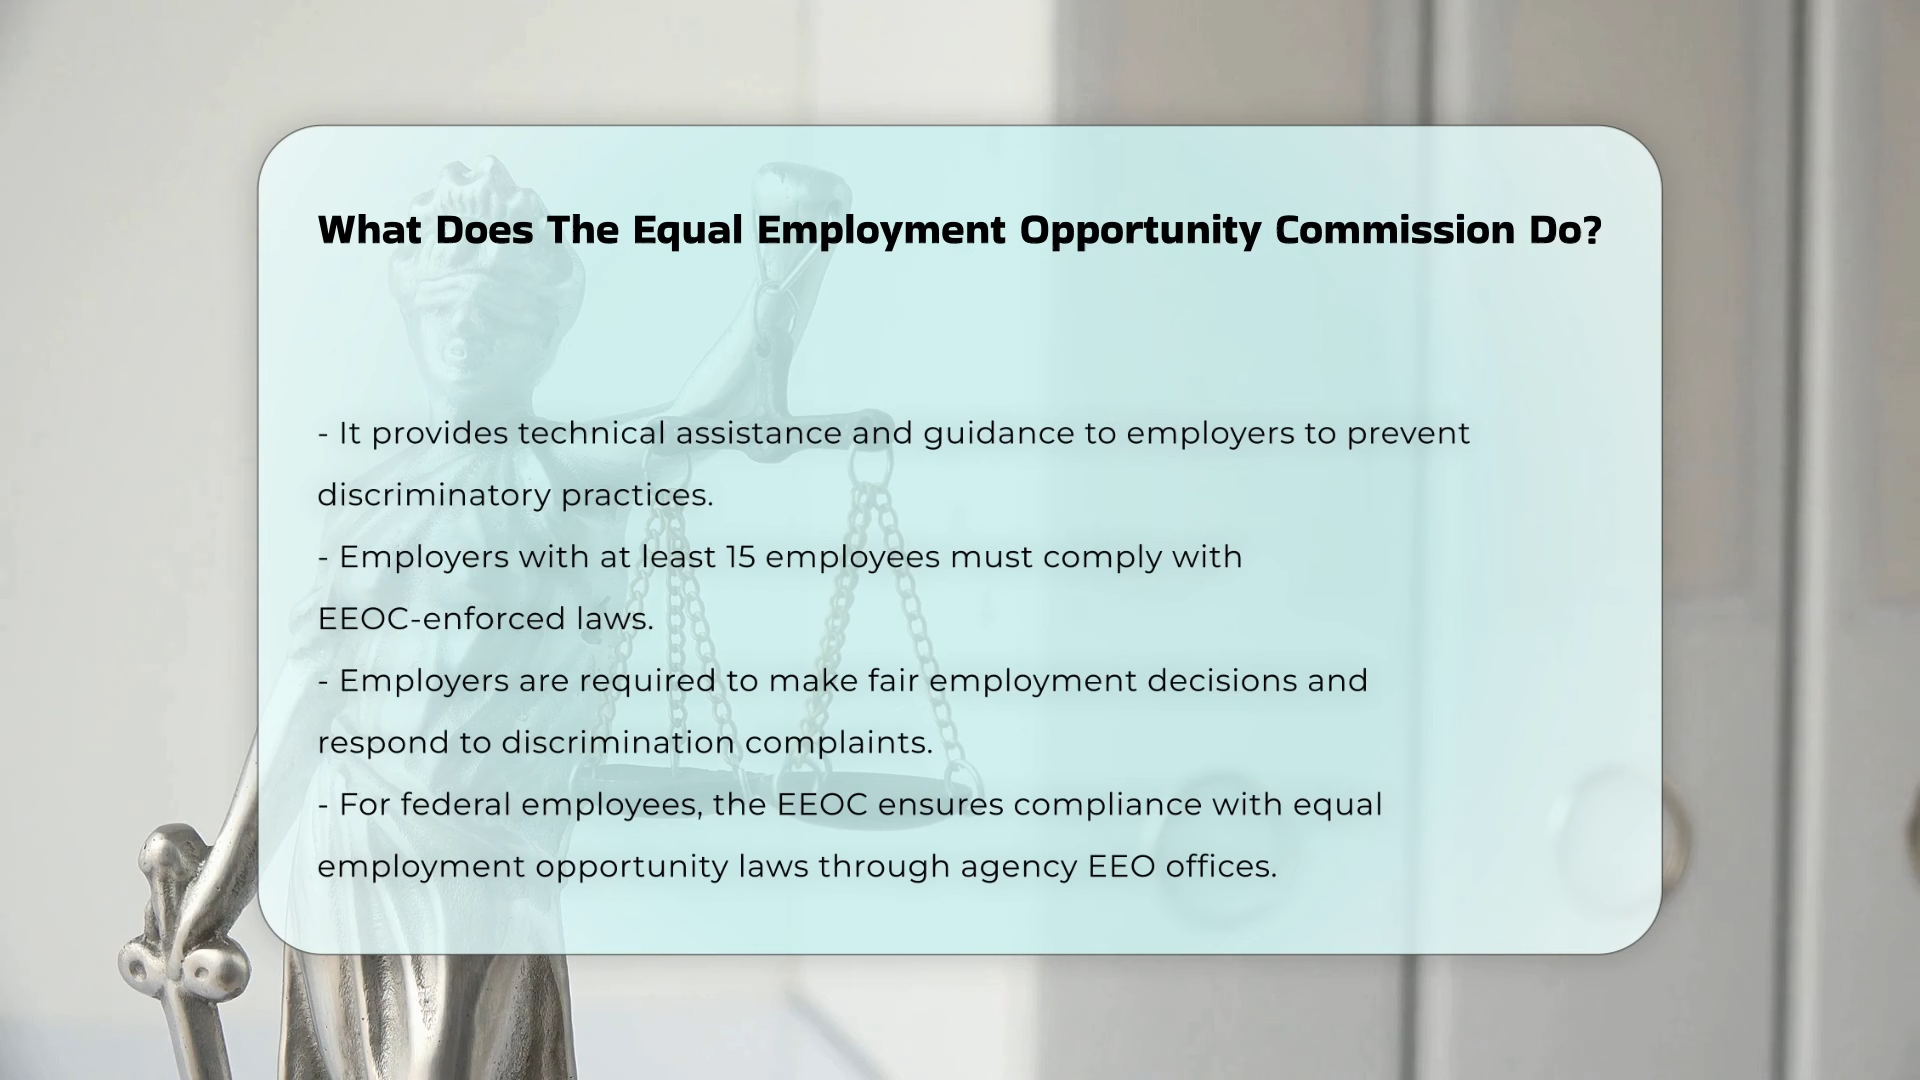 What Does The Equal Employment Opportunity Commission Do?
- It provides technical assistance and guidance to employers to prevent
discriminatory practices.
- Employers with at least 15 employees must comply with
EEOC-enforced laws.
- Employers are required to make fair employment decisions and
respond to discrimination complaints.
- For federal employees, the EEOC ensures compliance with equal
employment opportunity laws through agency EEO offices.